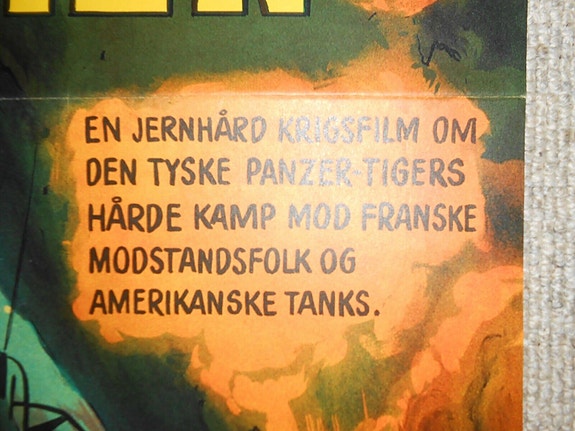 EN JERNHÅRD KRIGSFILM OM
DEN TYSKE PANZER-TIGERS
HÅRDE KAMP MOD FRANSKE
MODSTANDSFOLK OG
AMERIKANSKE TANKS.